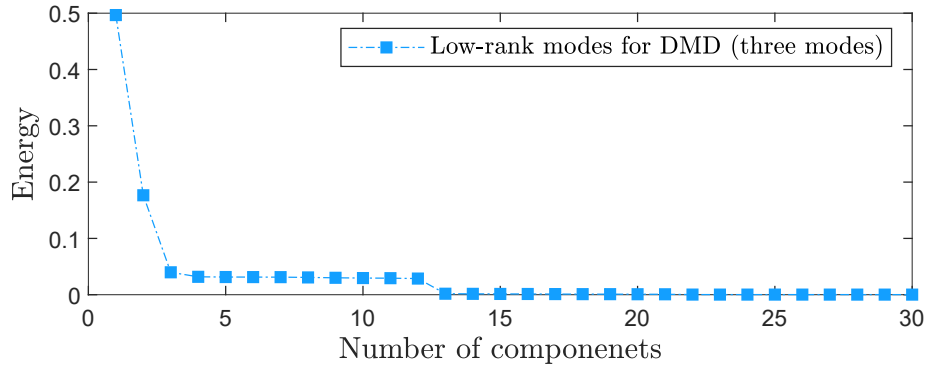 0.5
0.4
0.3
0.2
0.1
0
Energy
Low-rank modes for DMD (three modes)
0 5 10 15 20 25 30
Number of componenets